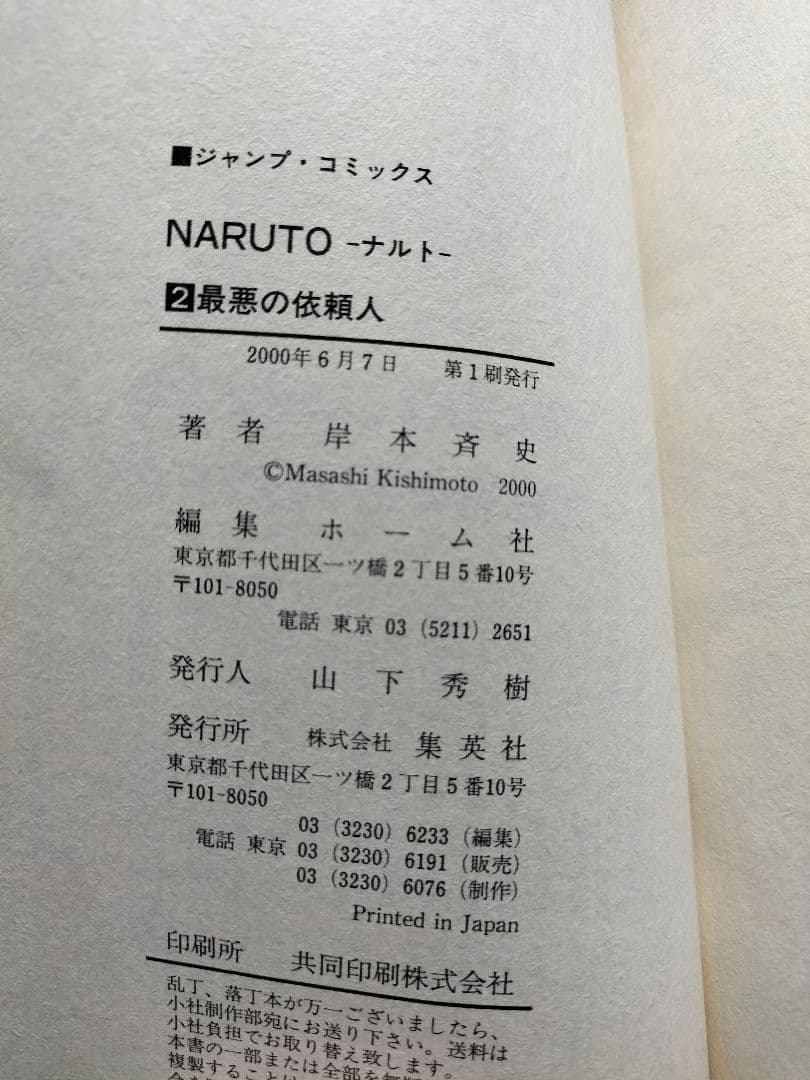 ■ジャンプ・コミックス
NARUTO -ナルト-
2最悪の依頼人
2000年6月7日 第1刷発行
著者 岸本斉史
©Masashi Kishimoto 2000
編集 ホーム社
東京都千代田区一ツ橋2丁目5番10号
〒101-8050
電話 東京 03 (5211) 2651
発行人 山下秀樹
発行所 株式会社 集英社
東京都千代田区一ツ橋2丁目5番10号
〒101-8050
03 (3230) 6233 (編集)
電話 東京 03 (3230) 6191 (販売)
03 (3230) 6076 (制作)
Printed in Japan
印刷所 共同印刷株式会社
乱丁、落丁本が万一ございましたら、
小社制作部宛にお送り下さい。送料は
小社負担でお取り替え致します。
本書の一部または全部を無断
複製することは